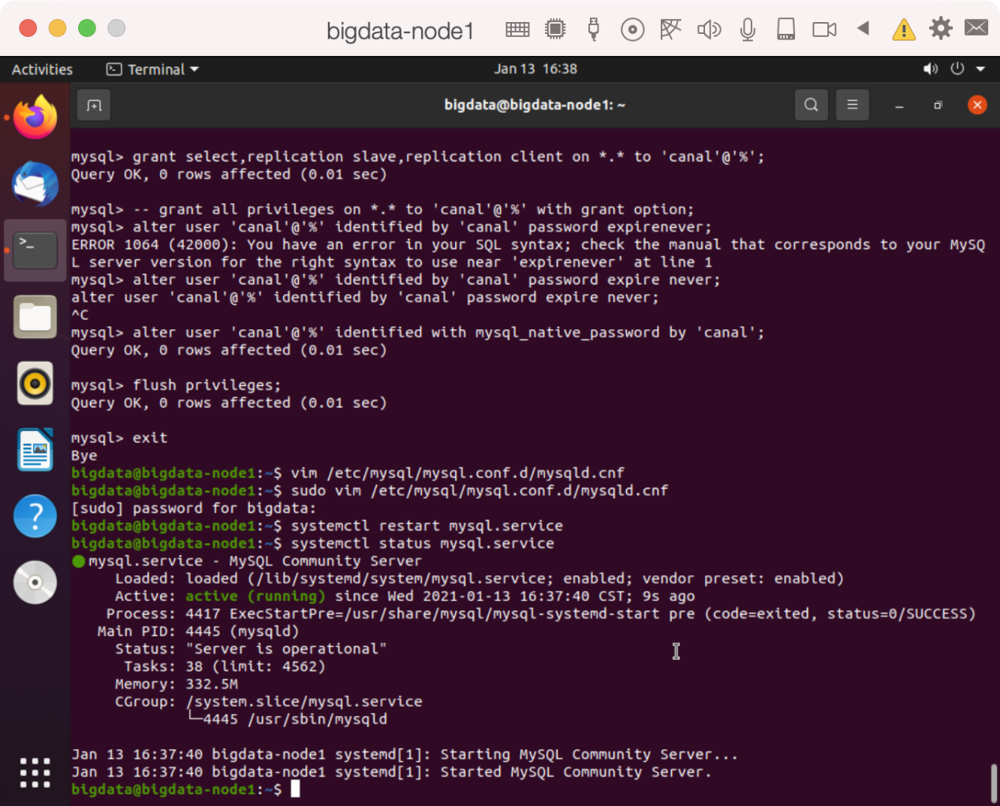 bigdata-node1
Activities
Terminal
Jan 13 16:38
bigdata@bigdata-node1: ~
mysql> grant select,replication slave,replication client on *.* to 'canal'@'%';
Query OK, 0 rows affected (0.01 sec)
mysql> -- grant all privileges on *.* to 'canal'@'%' with grant option;
mysql> alter user 'canal'@'%' identified by 'canal' password expirenever;
ERROR 1064 (42000): You have an error in your SQL syntax; check the manual that corresponds to your MySQ
L server version for the right syntax to use near 'expirenever' at line 1
mysql> alter user 'canal'@'%' identified by 'canal' password expire never;
alter user 'canal'@'%' identified by 'canal' password expire never;
^C
mysql> alter user 'canal'@'%' identified with mysql_native_password by 'canal';
Query OK, 0 rows affected (0.01 sec)
mysql> flush privileges;
Query OK, 0 rows affected (0.01 sec)
mysql> exit
Bye
bigdata@bigdata-node1:~$ vim /etc/mysql/mysql.conf.d/mysqld.cnf
bigdata@bigdata-node1:~$ sudo vim /etc/mysql/mysql.conf.d/mysqld.cnf
[sudo] password for bigdata:
bigdata@bigdata-node1:~$ systemctl restart mysql.service
bigdata@bigdata-node1:~$ systemctl status mysql.service
● mysql.service - MySQL Community Server
Loaded: loaded (/lib/systemd/system/mysql.service; enabled; vendor preset: enabled)
Active: active (running) since Wed 2021-01-13 16:37:40 CST; 9s ago
Process: 4417 ExecStartPre=/usr/share/mysql/mysql-systemd-start pre (code=exited, status=0/SUCCESS)
Main PID: 4445 (mysqld)
Status: "Server is operational"
Tasks: 38 (limit: 4562)
Memory: 332.5M
CGroup: /system.slice/mysql.service
└─4445 /usr/sbin/mysqld
Jan 13 16:37:40 bigdata-node1 systemd[1]: Starting MySQL Community Server...
Jan 13 16:37:40 bigdata-node1 systemd[1]: Started MySQL Community Server.
bigdata@bigdata-node1:~$